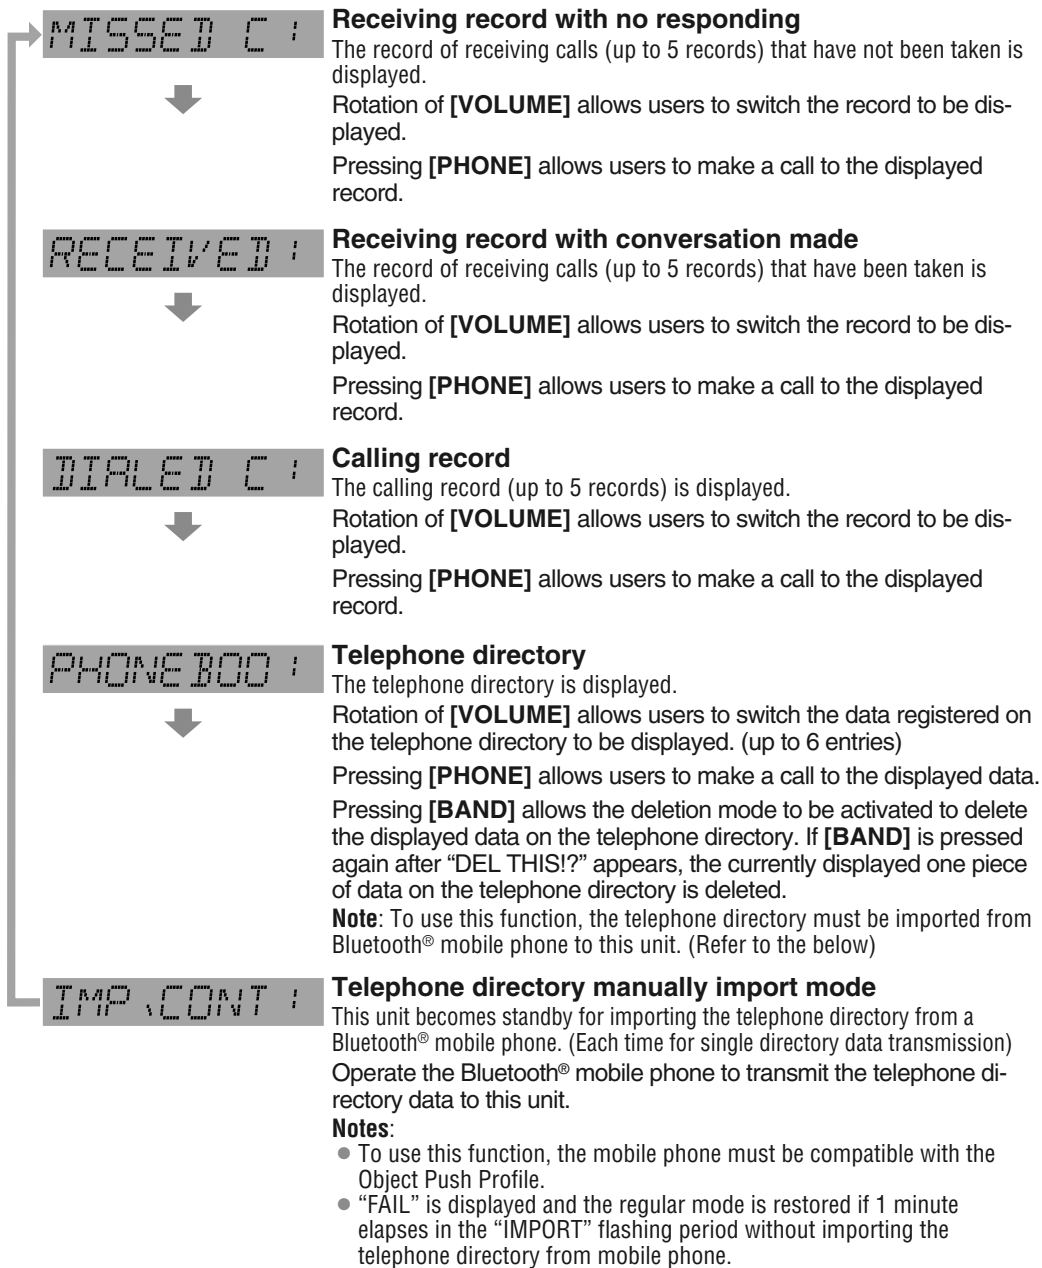 MISSED C
Receiving record with no responding
The record of receiving calls (up to 5 records) that have not been taken is
displayed.
Rotation of [VOLUME] allows users to switch the record to be dis-
played.
Pressing [PHONE] allows users to make a call to the displayed
record.
RECEIVED
Receiving record with conversation made
The record of receiving calls (up to 5 records) that have been taken is
displayed.
Rotation of [VOLUME] allows users to switch the record to be dis-
played.
Pressing [PHONE] allows users to make a call to the displayed
record.
DIALED C
Calling record
The calling record (up to 5 records) is displayed.
Rotation of [VOLUME] allows users to switch the record to be dis-
played.
Pressing [PHONE] allows users to make a call to the displayed
record.
PHONEBOO
Telephone directory
The telephone directory is displayed.
Rotation of [VOLUME] allows users to switch the data registered on
the telephone directory to be displayed. (up to 6 entries)
Pressing [PHONE] allows users to make a call to the displayed data.
Pressing [BAND] allows the deletion mode to be activated to delete
the displayed data on the telephone directory. If [BAND] is pressed
again after “DEL THIS!?” appears, the currently displayed one piece
of data on the telephone directory is deleted.
Note: To use this function, the telephone directory must be imported from
Bluetooth® mobile phone to this unit. (Refer to the below)
IMP.CONT
Telephone directory manually import mode
This unit becomes standby for importing the telephone directory from a
Bluetooth® mobile phone. (Each time for single directory data transmission)
Operate the Bluetooth® mobile phone to transmit the telephone di-
rectory data to this unit.
Notes:
● To use this function, the mobile phone must be compatible with the
Object Push Profile.
● “FAIL” is displayed and the regular mode is restored if 1 minute
elapses in the “IMPORT” flashing period without importing the
telephone directory from mobile phone.